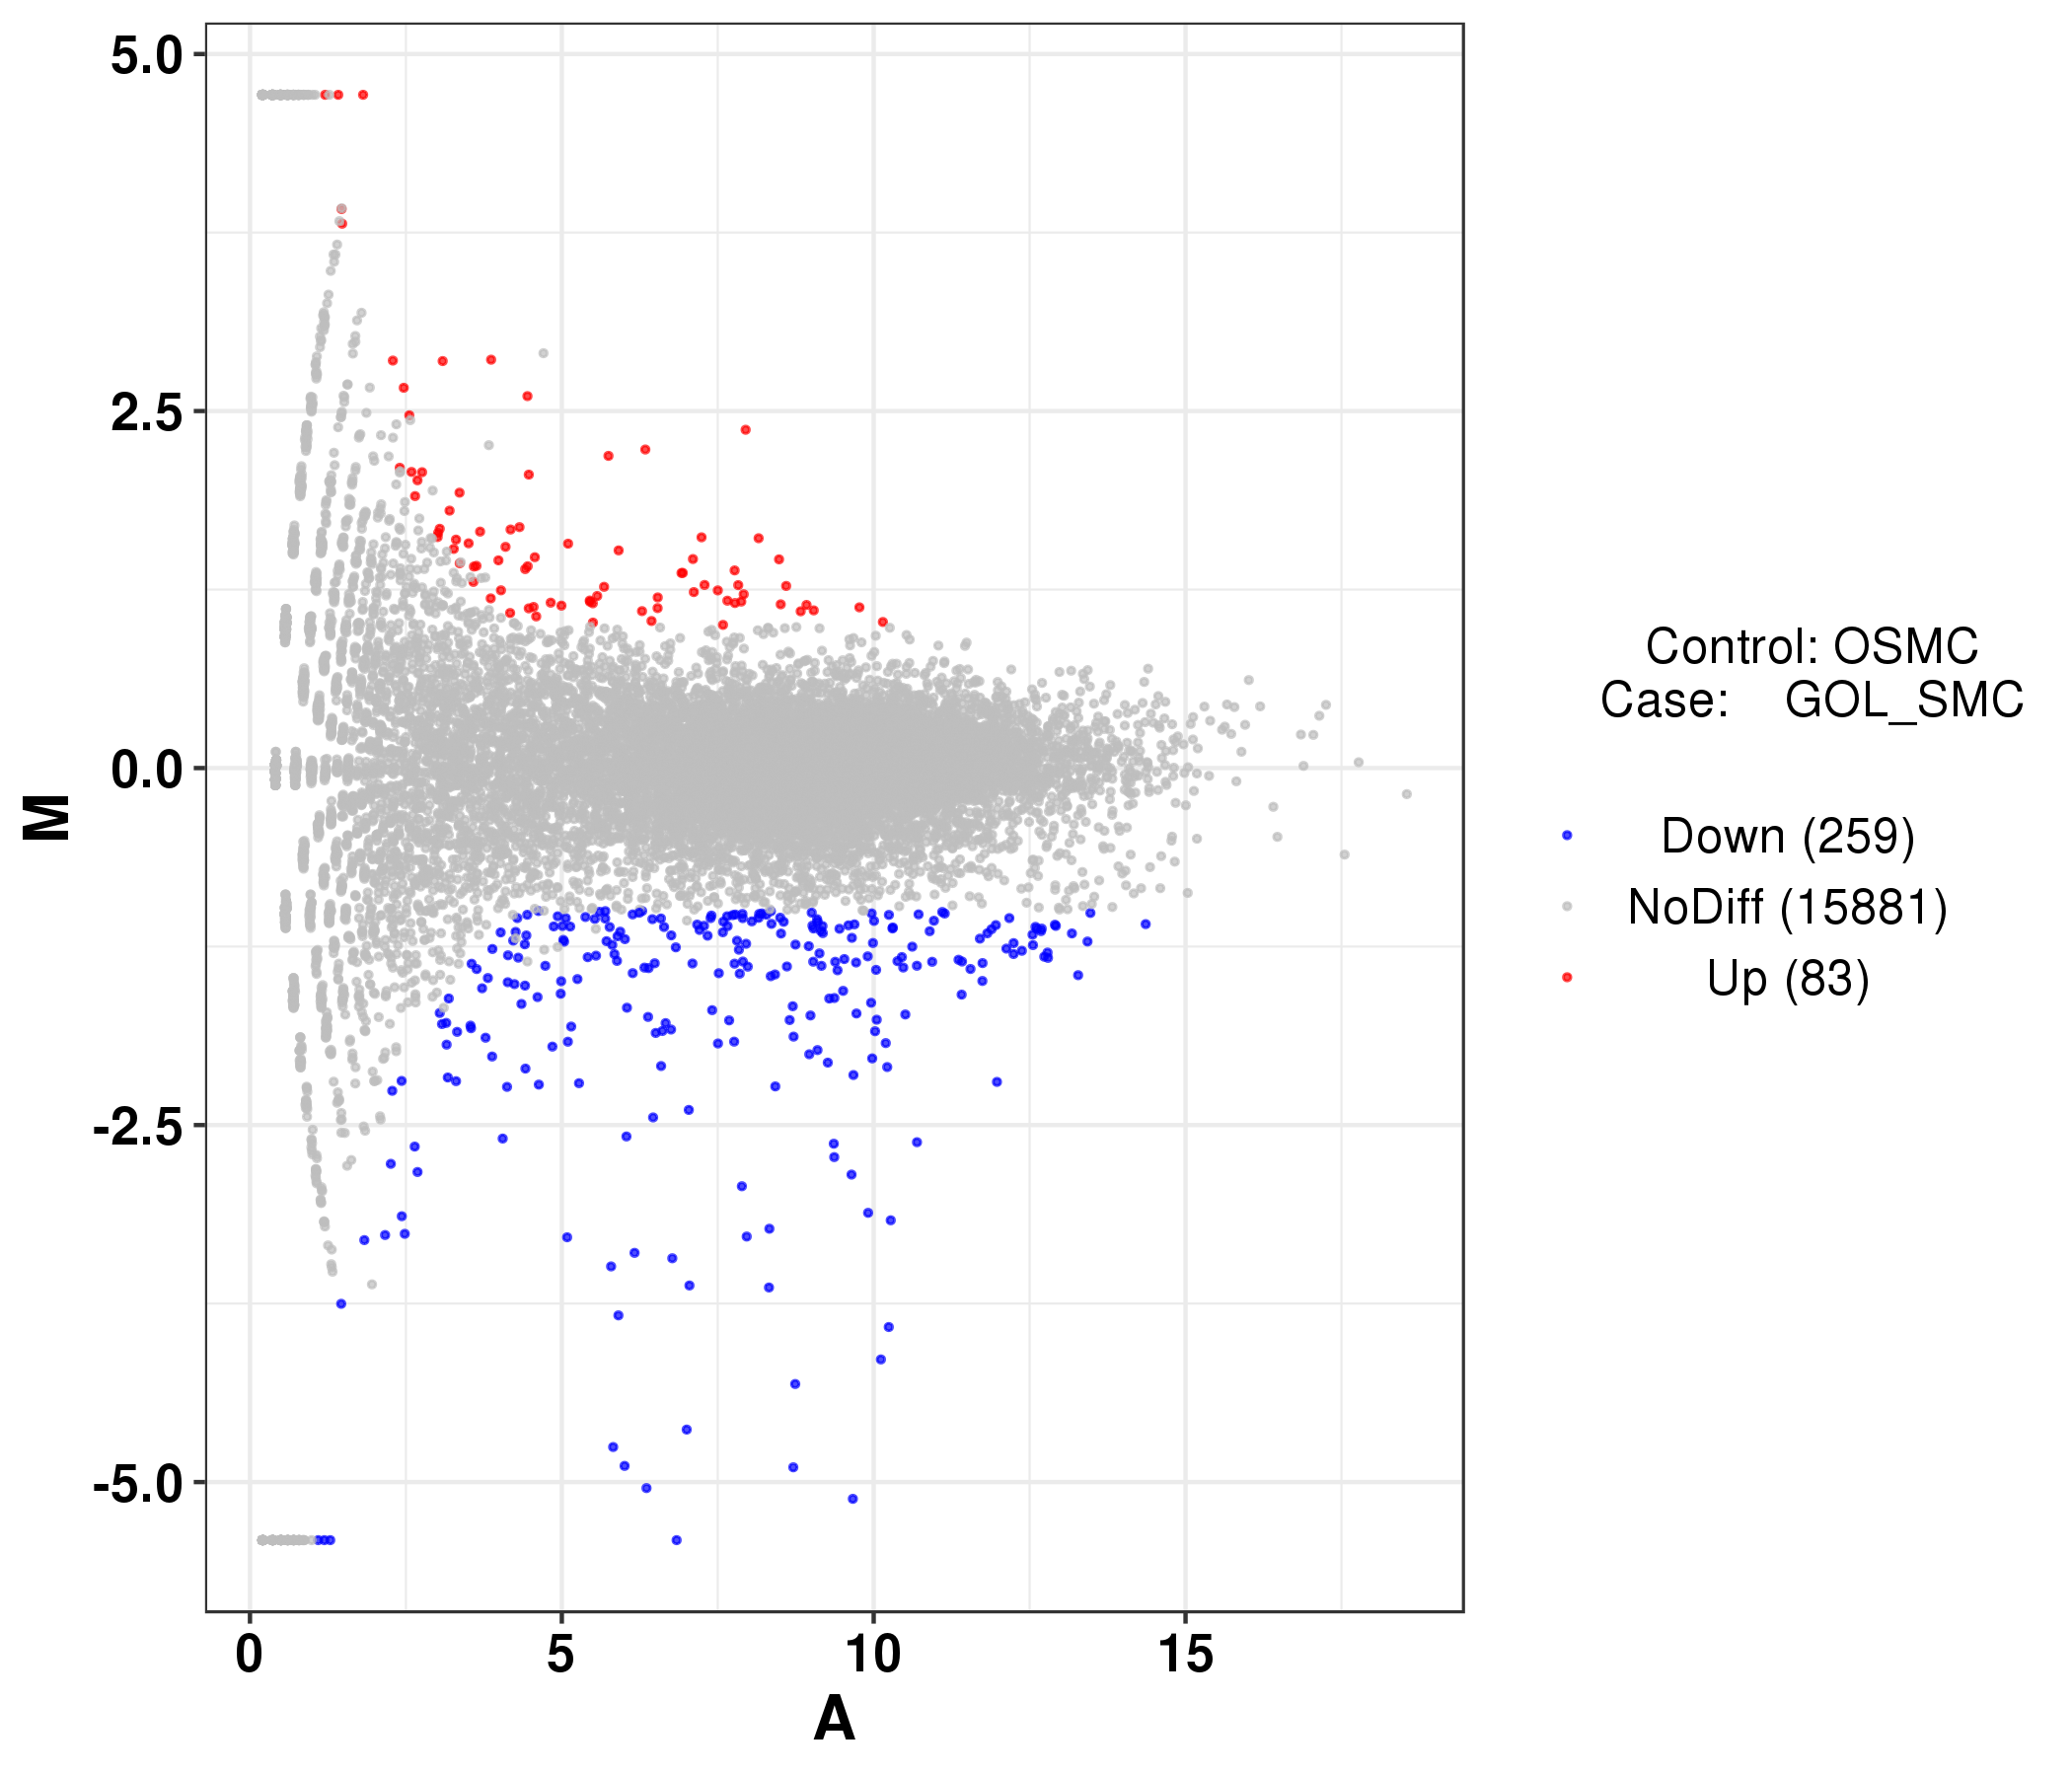 5.0
2.5
0.0
-2.5
-5.0
M
0
5
10
15
A
Control: OSMC
Case: GOL_SMC
Down (259)
NoDiff (15881)
Up (83)